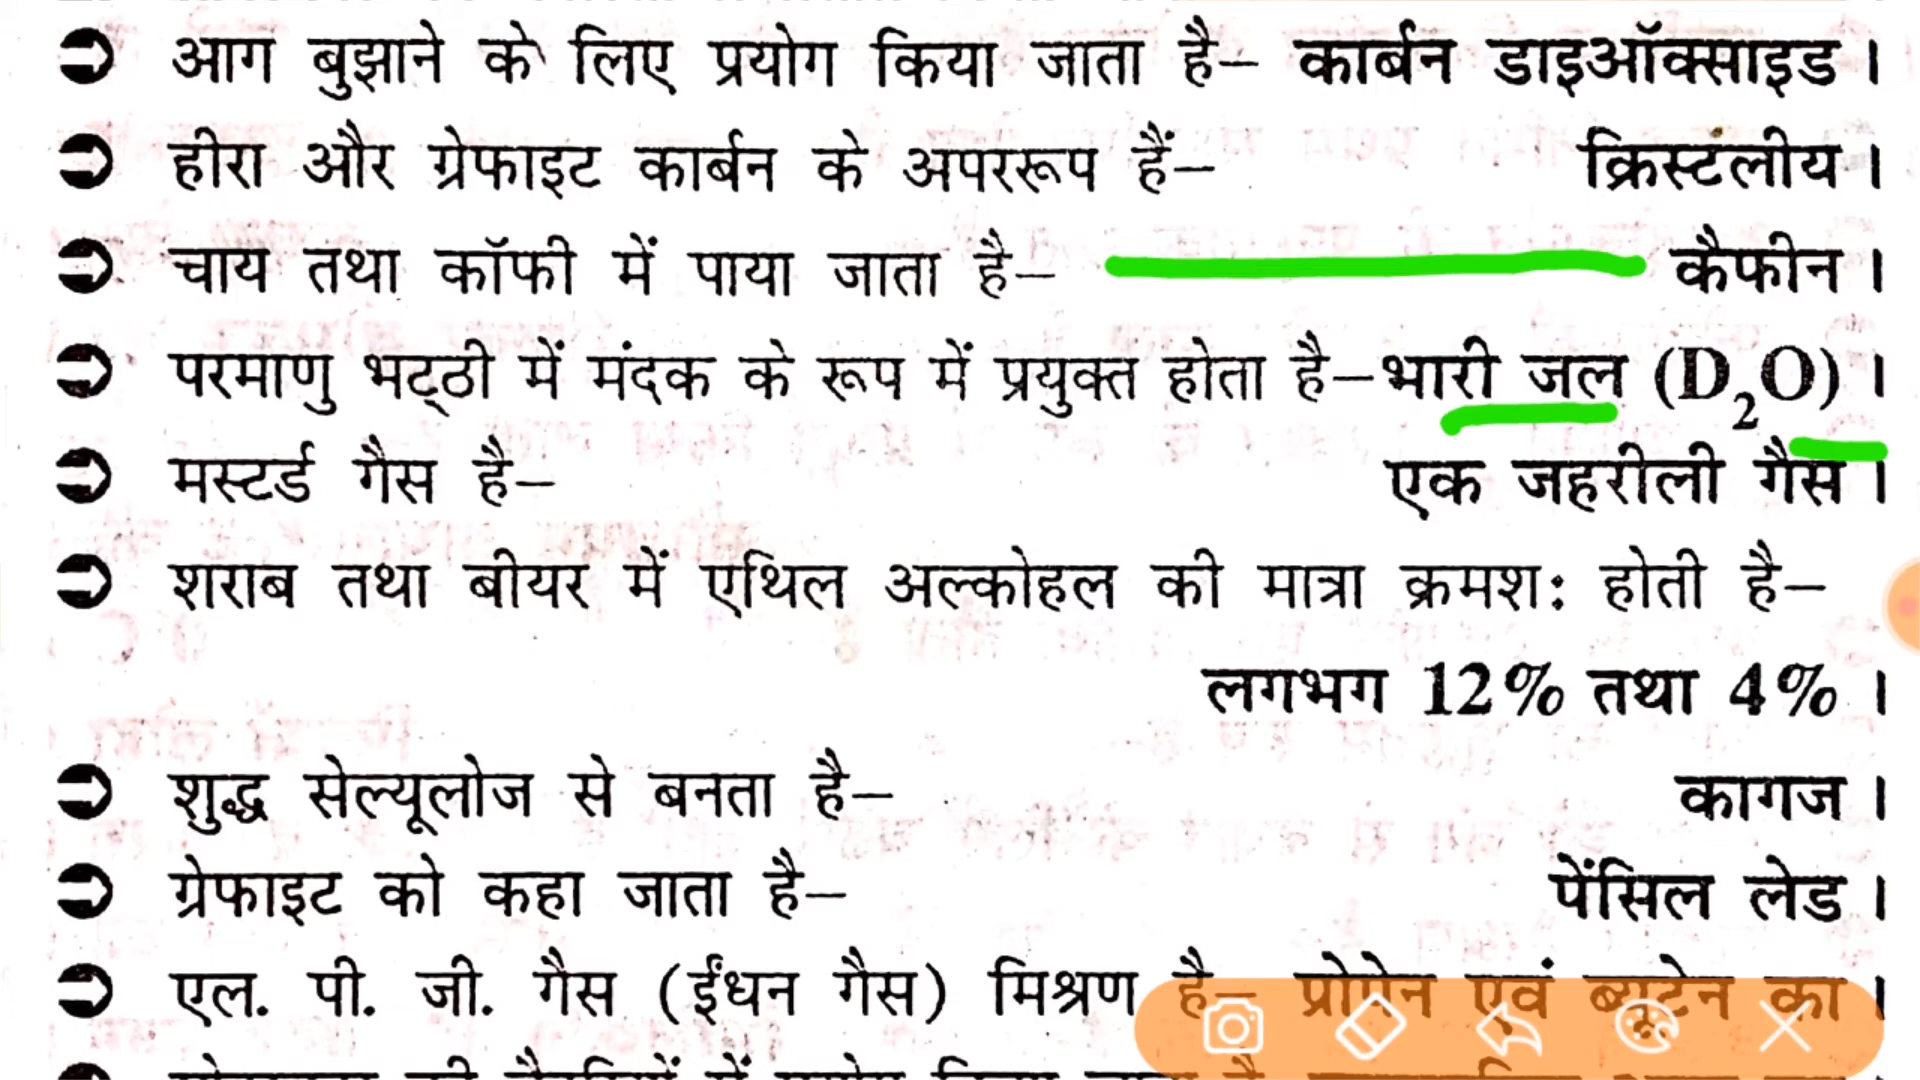 आग बुझाने के लिए प्रयोग किया जाता है– कार्बन डाइऑक्साइड।
हीरा और ग्रेफाइट कार्बन के अपररूप हैं– क्रिस्टलीय।
चाय तथा कॉफी में पाया जाता है– कैफीन।
परमाणु भट्ठी में मंदक के रूप में प्रयुक्त होता है–भारी जल (D₂O)।
मस्टर्ड गैस है– एक जहरीली गैस।
शराब तथा बीयर में एथिल अल्कोहल की मात्रा क्रमशः होती है–
लगभग 12% तथा 4%।
शुद्ध सेल्यूलोज से बनता है– कागज।
ग्रेफाइट को कहा जाता है– पेंसिल लेड।
एल. पी. जी. गैस (ईंधन गैस) मिश्रण है– प्रोपेन एवं ब्यूटेन का।